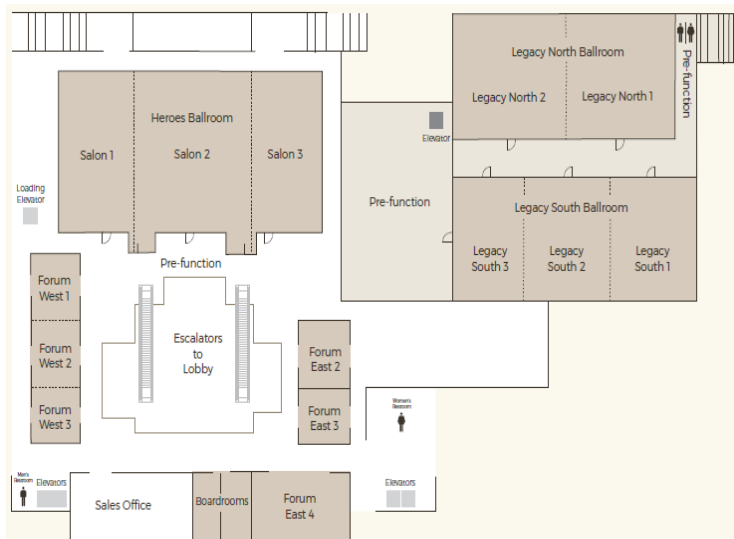 Legacy North Ballroom
Legacy North 2
Legacy North 1
Pre-function
Heroes Ballroom
Salon 1
Salon 2
Salon 3
Elevator
Loading
Elevator
Pre-function
Legacy South Ballroom
Legacy
South 3
Legacy
South 2
Legacy
South 1
Pre-function
Forum
West 1
Escalators
to
Lobby
Forum
West 2
Forum
East 2
Forum
West 3
Forum
East 3
Women's
Restroom
Men's
Restroom
Elevators
Sales Office
Boardrooms
Forum
East 4
Elevators